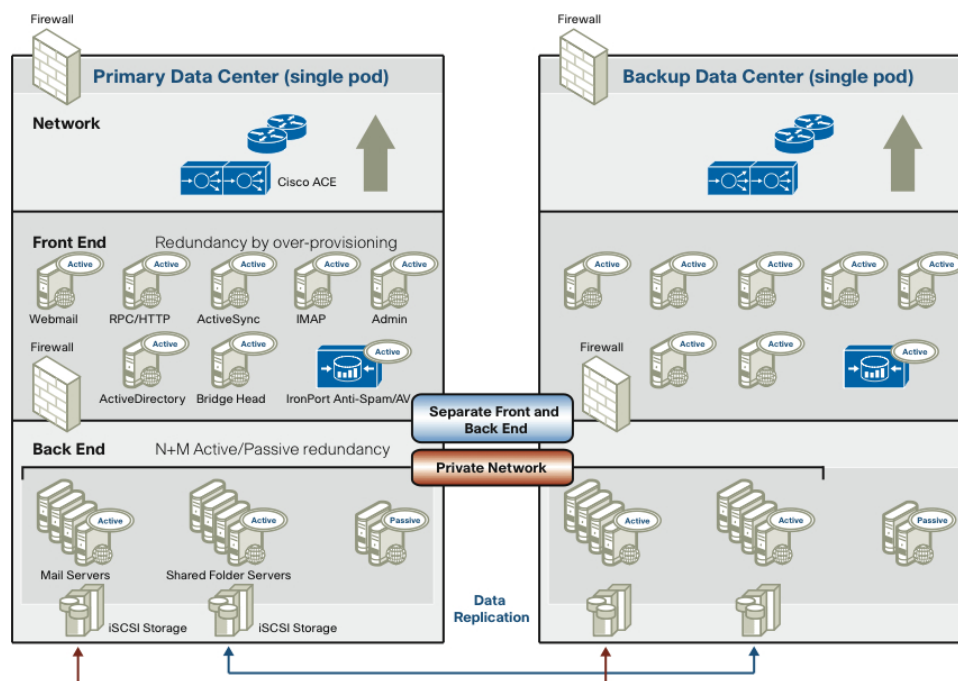 Firewall
Firewall
Primary Data Center (single pod)
Backup Data Center (single pod)
Network
Cisco ACE
Front End
Redundancy by over-provisioning
Active
Active
Active
Active
Active
Active
Active
Active
Active
Active
Webmail
RPC/HTTP
ActiveSync
IMAP
Admin
Firewall
Active
Active
Active
Firewall
Active
Active
Active
ActiveDirectory
Bridge Head
IronPort Anti-Spam/AV
Separate Front and
Back End
Back End
N+M Active/Passive redundancy
Private Network
Active
Active
Passive
Active
Active
Passive
Mail Servers
Shared Folder Servers
iSCSI Storage
iSCSI Storage
Data
Replication